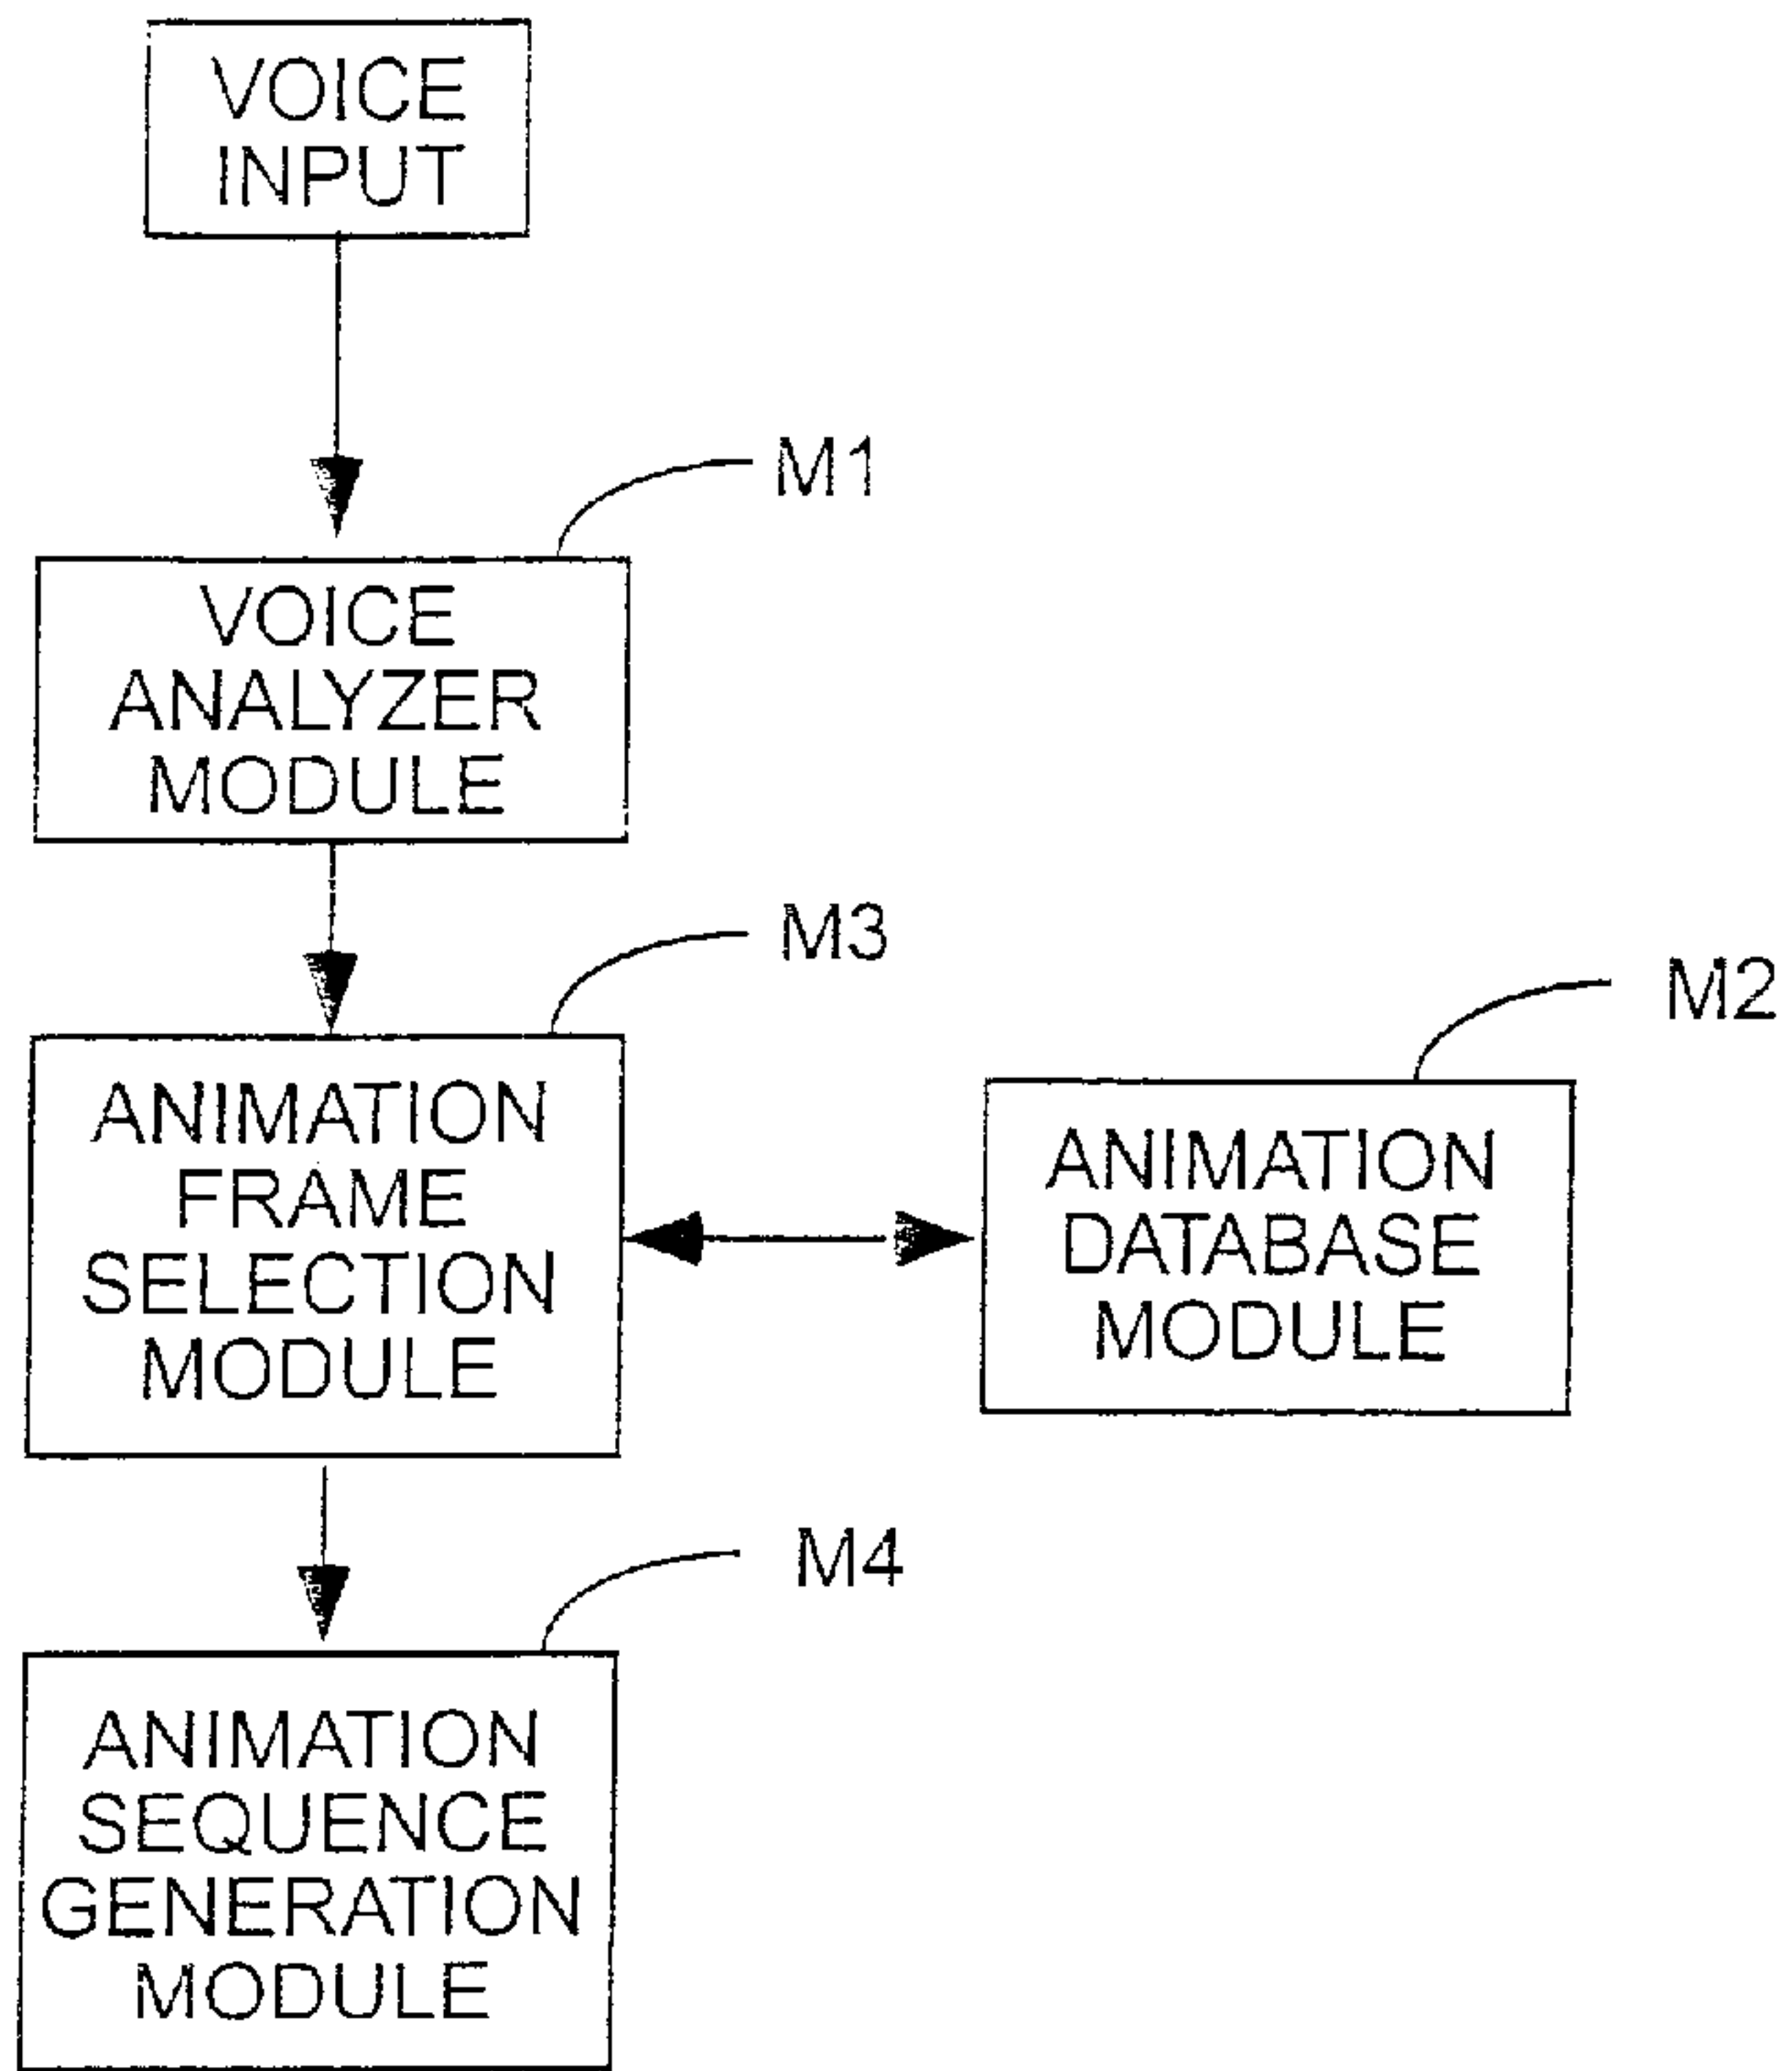 VOICE
INPUT
M1
VOICE
ANALYZER
MODULE
M3
ANIMATION
FRAME
SELECTION
MODULE
M2
ANIMATION
DATABASE
MODULE
M4
ANIMATION
SEQUENCE
GENERATION
MODULE